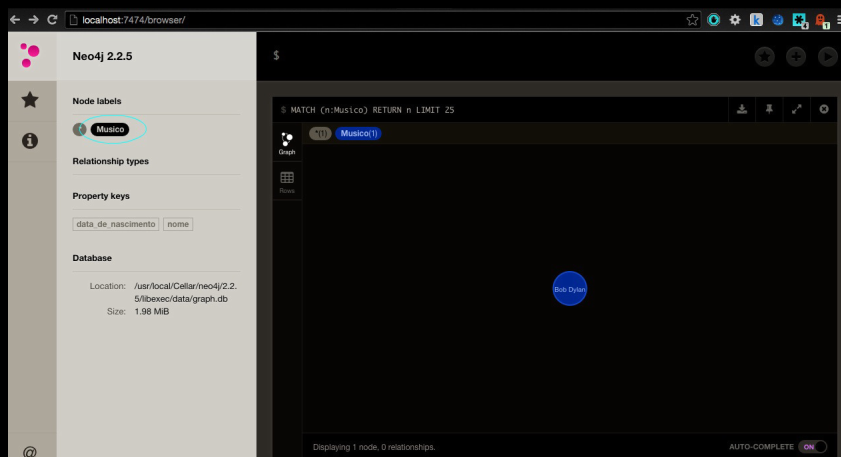 localhost:7474/browser/
Neo4j 2.2.5
$
Node labels
Musico
Relationship types
Property keys
data_de_nascimento nome
Database
Location: /usr/local/Cellar/neo4j/2.2.
5/libexec/data/graph.db
Size: 1.98 MiB
$ MATCH (n:Musico) RETURN n LIMIT 25
*(1) Musico(1)
Graph
Rows
Bob Dylan
Displaying 1 node, 0 relationships.
AUTO-COMPLETE ON